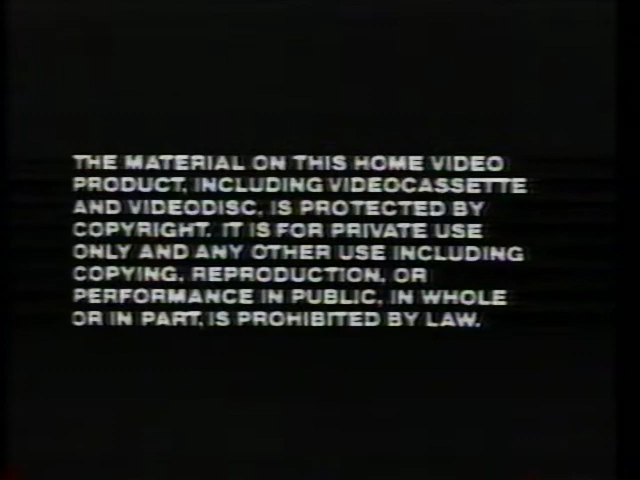 THE MATERIAL ON THIS HOME VIDEO
PRODUCT, INCLUDING VIDEOCASSETTE
AND VIDEODISC, IS PROTECTED BY
COPYRIGHT. IT IS FOR PRIVATE USE
ONLY AND ANY OTHER USE INCLUDING
COPYING, REPRODUCTION, OR
PERFORMANCE IN PUBLIC, IN WHOLE
OR IN PART, IS PROHIBITED BY LAW.